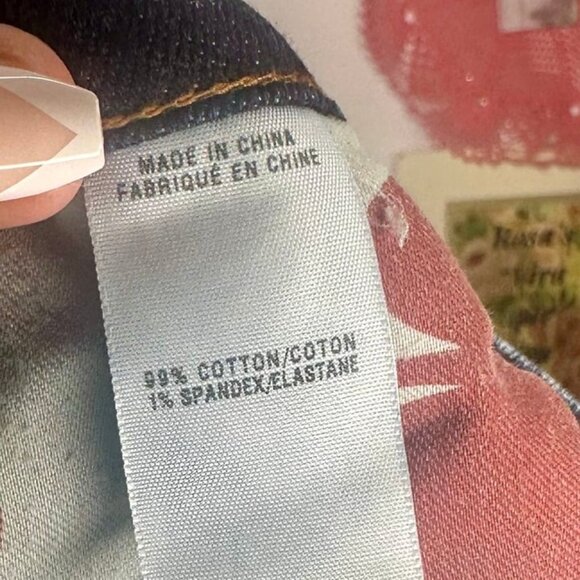 MADE IN CHINA
FABRIQUÉ EN CHINE
99% COTTON/COTON
1% SPANDEX/ELASTANE